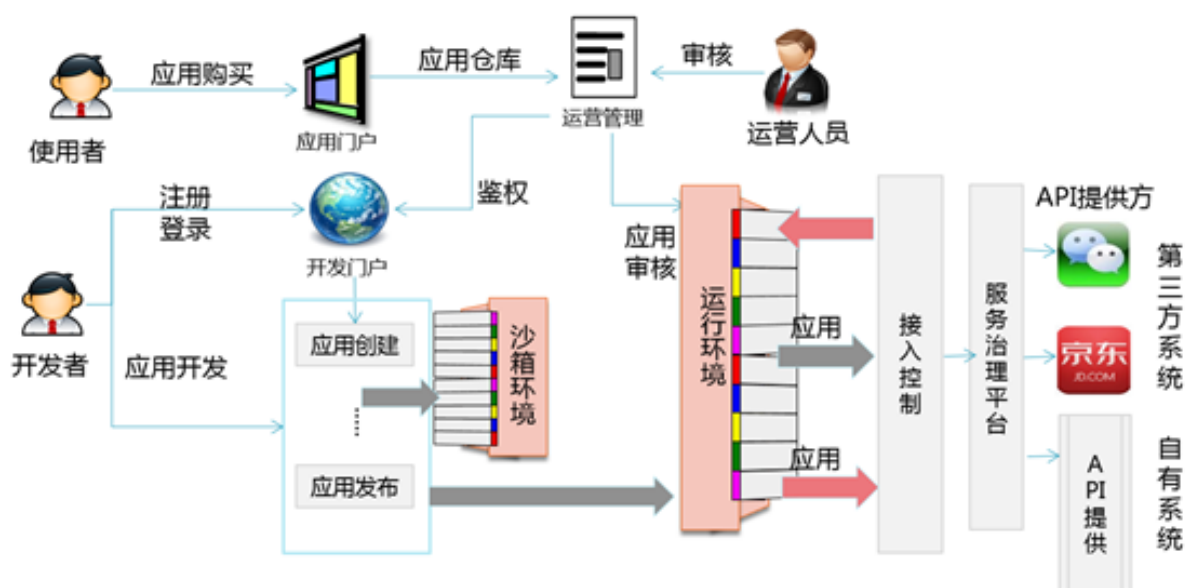 应用购买
应用仓库
审核
使用者
应用门户
运营管理
运营人员
注册
登录
鉴权
开发门户
开发者
应用开发
应用创建
应用发布
沙箱环境
应用
审核
运行环境
应用
应用
接入控制
服务治理平台
API提供方
京东
JD.COM
第三方系统
API提供
自有系统